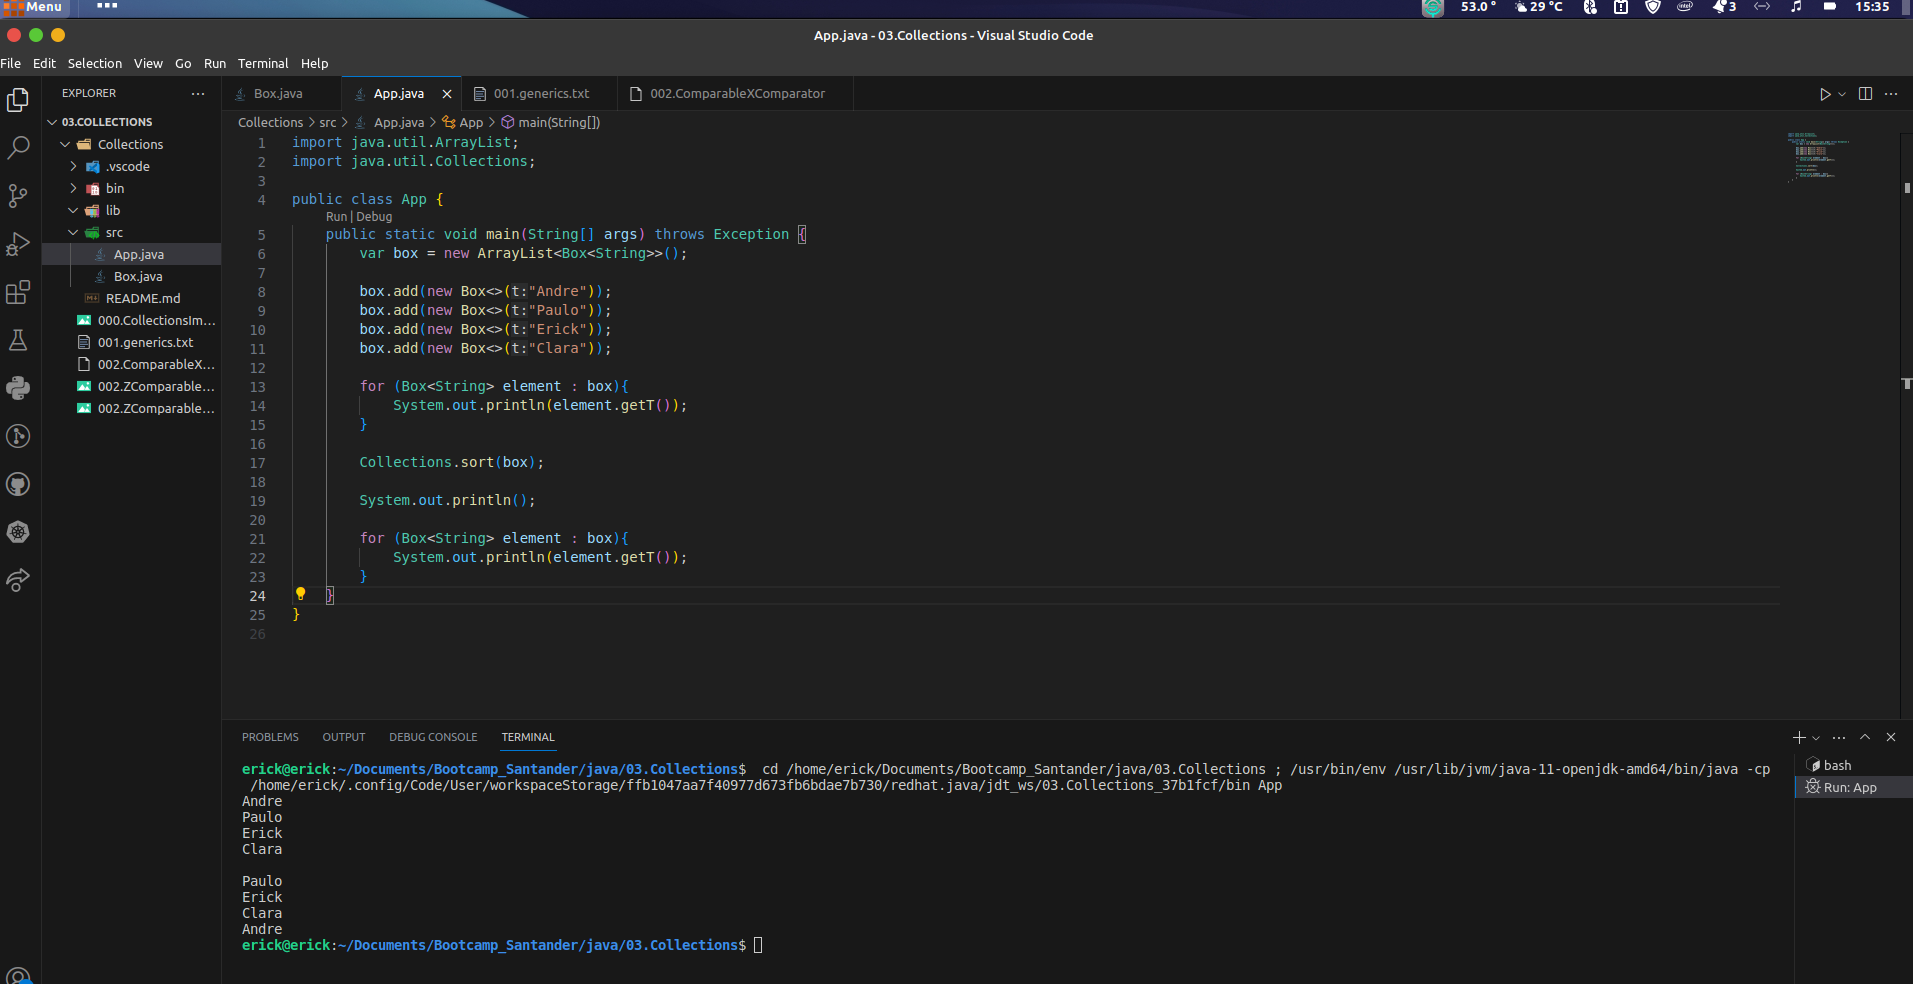 Menu
53.0 °
29 °C
3
15:35
App.java - 03.Collections - Visual Studio Code
File Edit Selection View Go Run Terminal Help
EXPLORER
03.COLLECTIONS
Collections
.vscode
bin
lib
src
App.java
Box.java
README.md
000.CollectionsIm...
001.generics.txt
002.ComparableX...
002.ZComparable...
002.ZComparable...
Box.java
App.java
001.generics.txt
002.ComparableXComparator
Collections > src > App.java > App > main(String[])
1 import java.util.ArrayList;
2 import java.util.Collections;
3
4 public class App {
Run | Debug
5 public static void main(String[] args) throws Exception {
6 var box = new ArrayList<Box<String>>();
7
8 box.add(new Box<>(t:"Andre"));
9 box.add(new Box<>(t:"Paulo"));
10 box.add(new Box<>(t:"Erick"));
11 box.add(new Box<>(t:"Clara"));
12
13 for (Box<String> element : box){
14 System.out.println(element.getT());
15 }
16
17 Collections.sort(box);
18
19 System.out.println();
20
21 for (Box<String> element : box){
22 System.out.println(element.getT());
23 }
24 }
25 }
26
PROBLEMS OUTPUT DEBUG CONSOLE TERMINAL
erick@erick:~/Documents/Bootcamp_Santander/java/03.Collections$ cd /home/erick/Documents/Bootcamp_Santander/java/03.Collections ; /usr/bin/env /usr/lib/jvm/java-11-openjdk-amd64/bin/java -cp
/home/erick/.config/Code/User/workspaceStorage/ffb1047aa7f40977d673fb6bdae7b730/redhat.java/jdt_ws/03.Collections_37b1fcf/bin App
Andre
Paulo
Erick
Clara
Paulo
Erick
Clara
Andre
erick@erick:~/Documents/Bootcamp_Santander/java/03.Collections$
bash
Run: App